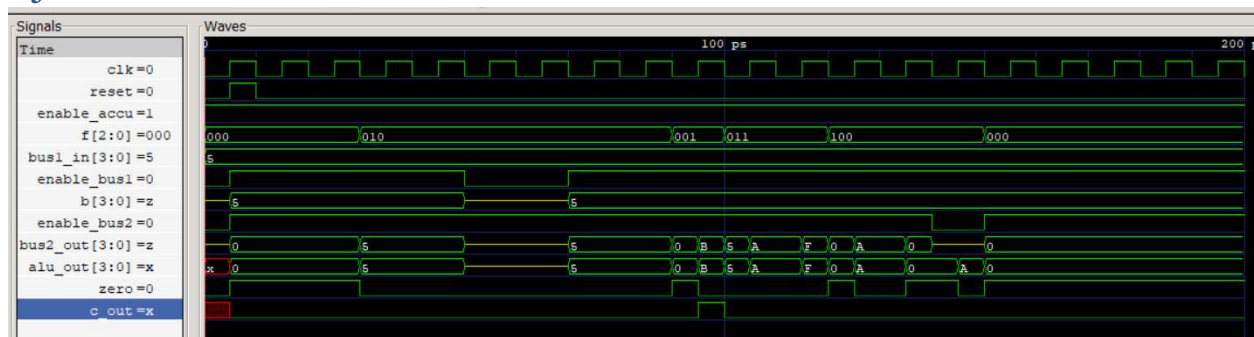 Signals
Waves
Time
100 ps
200
clk=0
reset=0
enable_accu=1
f[2:0]=000
000 010 001 011 100 000
bus1_in[3:0]=5
5
enable_bus1=0
b[3:0]=z
5 5
enable_bus2=0
bus2_out[3:0]=z
0 5 5 0 B 5 A F 0 A 0 0
alu_out[3:0]=x
x 0 5 5 0 B 5 A F 0 A 0 A 0
zero=0
c_out=x